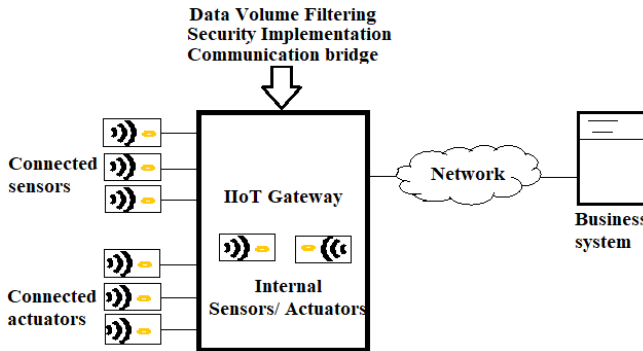 Data Volume Filtering
Security Implementation
Communication bridge
Connected
sensors
IIoT Gateway
Network
Business
system
Internal
Sensors/ Actuators
Connected
actuators